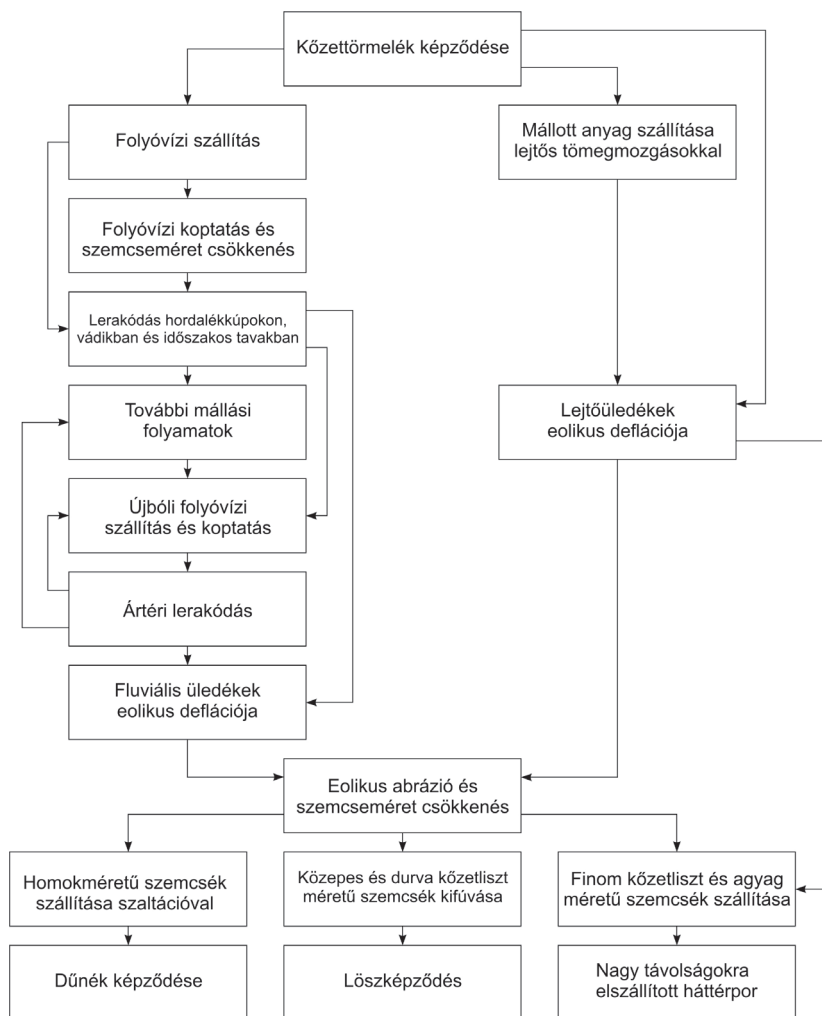 Kőzettörmelék képződése
Folyóvízi szállítás
Mállott anyag szállítása
lejtős tömegmozgásokkal
Folyóvízi koptatás és
szemcseméret csökkenés
Lerakódás hordalékkúpokon,
vádikban és időszakos tavakban
További mállási
folyamatok
Lejtőüledékek
eolikus deflációja
Újbóli folyóvízi
szállítás és koptatás
Ártéri lerakódás
Fluviális üledékek
eolikus deflációja
Eolikus abrázió és
szemcseméret csökkenés
Homokméretű szemcsék
szállítása szaltációval
Közepes és durva kőzetliszt
méretű szemcsék kifúvása
Finom kőzetliszt és agyag
méretű szemcsék szállítása
Dűnék képződése
Löszképződés
Nagy távolságokra
elszállított háttérpor